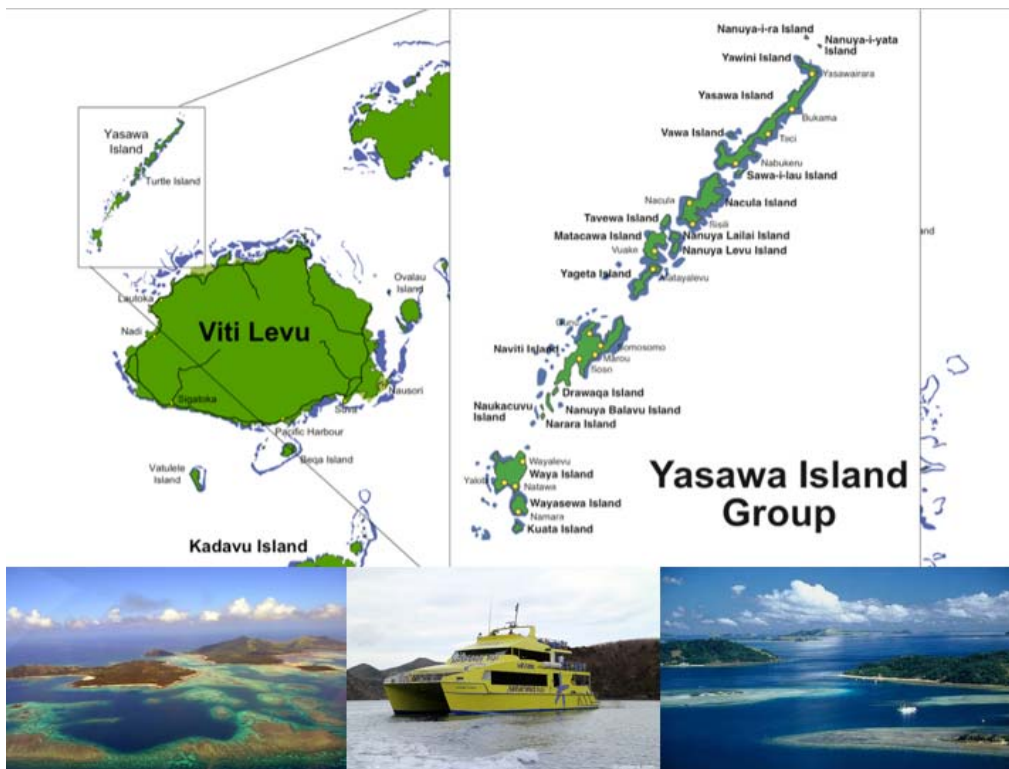 Yasawa
Island
Turtle Island
Lautoka
Nadi
Viti Levu
Ovalau
Island
Sigatoka
Nausori
Suva
Pacific Harbour
Beqa Island
Vatulele
Island
Kadavu Island
Nanuya-i-ra Island
Nanuya-i-yata
Island
Yawini Island
Yasawairara
Yasawa Island
Bukama
Vawa Island
Teci
Nabukeru
Sawa-i-lau Island
Nacula
Nacula Island
Tavewa Island
Matacawa Island
Nanuya Lailai Island
Vuake
Nanuya Levu Island
Yageta Island
Matayalevu
Naviti Island
Somosomo
Marou
Drawaqa Island
Naukacuvu
Island
Nanuya Balavu Island
Narara Island
Wayalevu
Waya Island
Natawa
Wayasewa Island
Namara
Kuata Island
Yasawa Island
Group
land